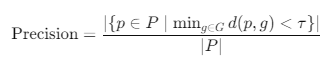 Precision = |{p ∈ P | min_{g∈G} d(p, g) < τ}| / |P|